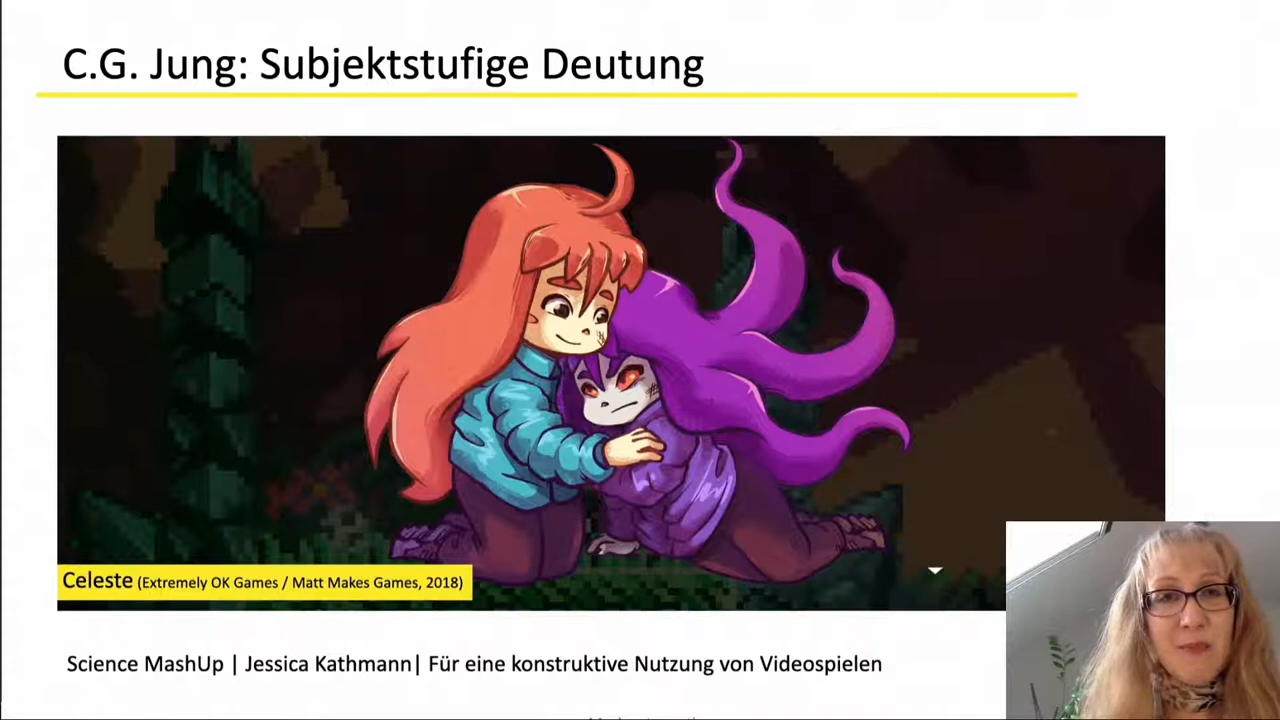 C.G. Jung: Subjektstufige Deutung
Celeste (Extremely OK Games / Matt Makes Games, 2018)
Science MashUp | Jessica Kathmann| Für eine konstruktive Nutzung von Videospielen